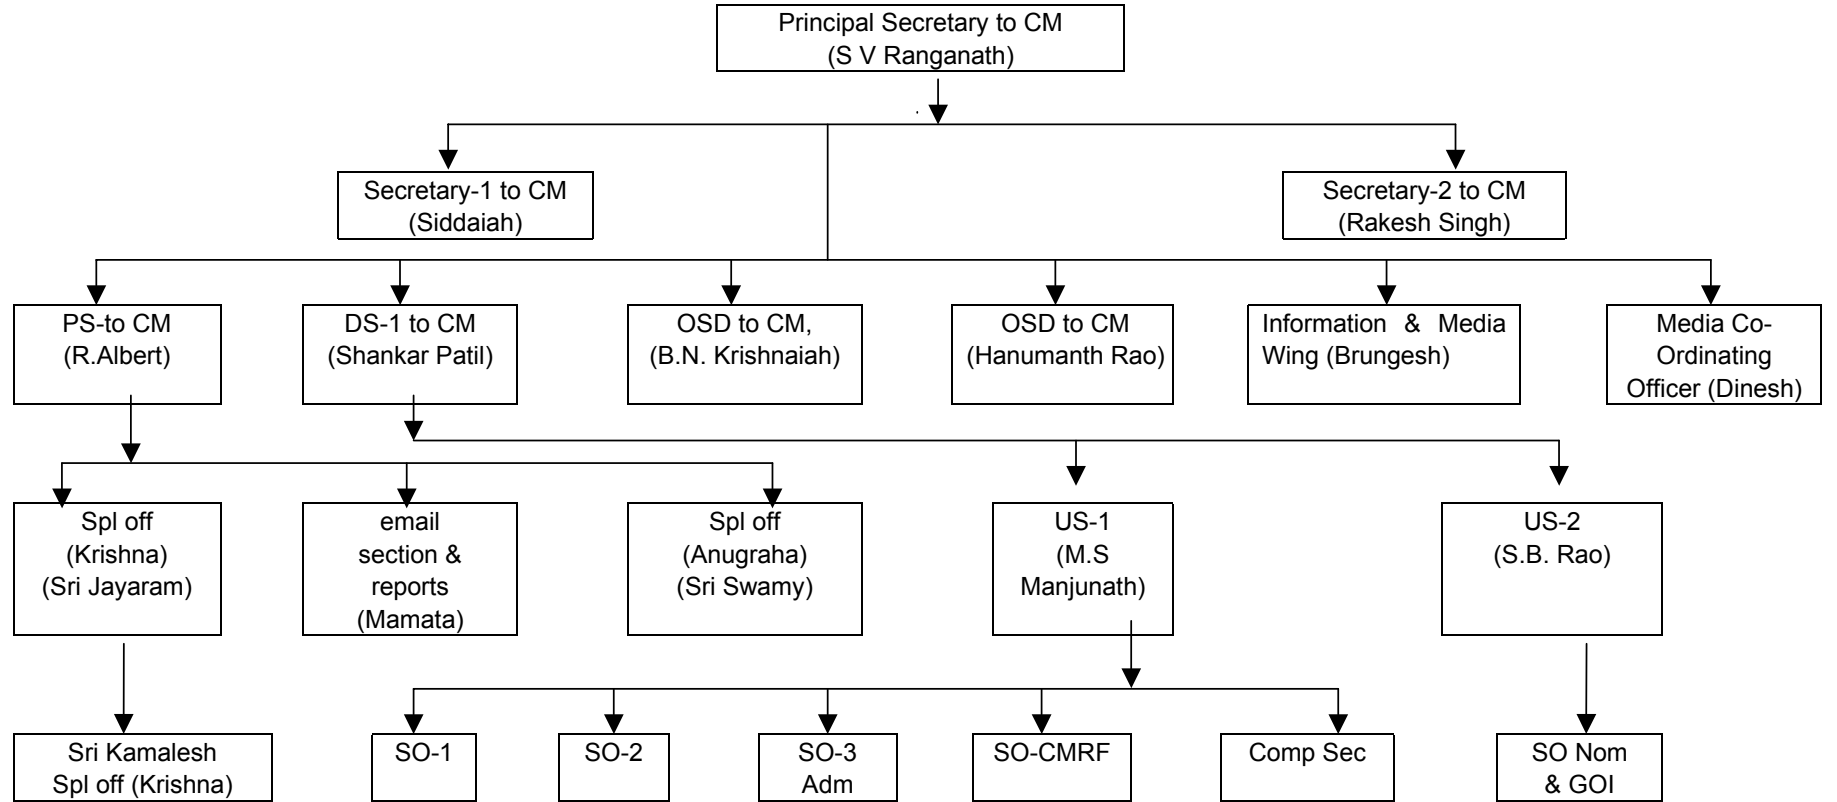 Principal Secretary to CM
(S V Ranganath)
Secretary-1 to CM
(Siddaiah)
Secretary-2 to CM
(Rakesh Singh)
PS-to CM
(R.Albert)
DS-1 to CM
(Shankar Patil)
OSD to CM,
(B.N. Krishnaiah)
OSD to CM
(Hanumanth Rao)
Information & Media
Wing (Brungesh)
Media Co-
Ordinating
Officer (Dinesh)
Spl off
(Krishna)
(Sri Jayaram)
email
section &
reports
(Mamata)
Spl off
(Anugraha)
(Sri Swamy)
US-1
(M.S
Manjunath)
US-2
(S.B. Rao)
Sri Kamalesh
Spl off (Krishna)
SO-1
SO-2
SO-3
Adm
SO-CMRF
Comp Sec
SO Nom
& GOI